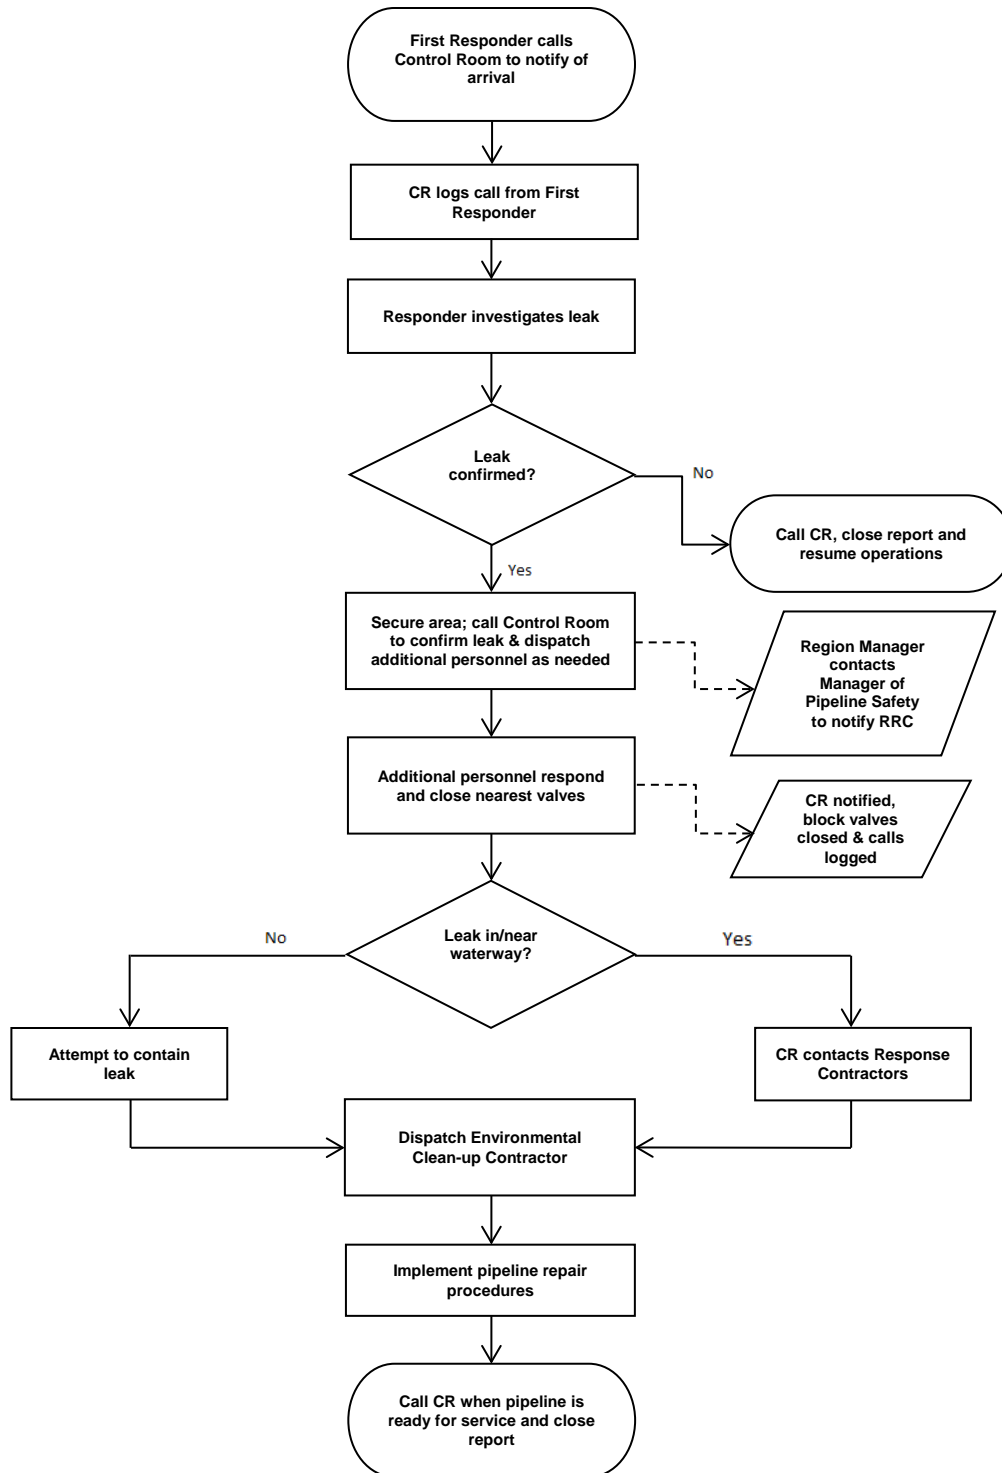 First Responder calls
Control Room to notify of
arrival
CR logs call from First
Responder
Responder investigates leak
Leak
confirmed?
No
Call CR, close report and
resume operations
Yes
Secure area; call Control Room
to confirm leak & dispatch
additional personnel as needed
Region Manager
contacts
Manager of
Pipeline Safety
to notify RRC
Additional personnel respond
and close nearest valves
CR notified,
block valves
closed & calls
logged
Leak in/near
waterway?
No
Yes
Attempt to contain
leak
CR contacts Response
Contractors
Dispatch Environmental
Clean-up Contractor
Implement pipeline repair
procedures
Call CR when pipeline is
ready for service and close
report